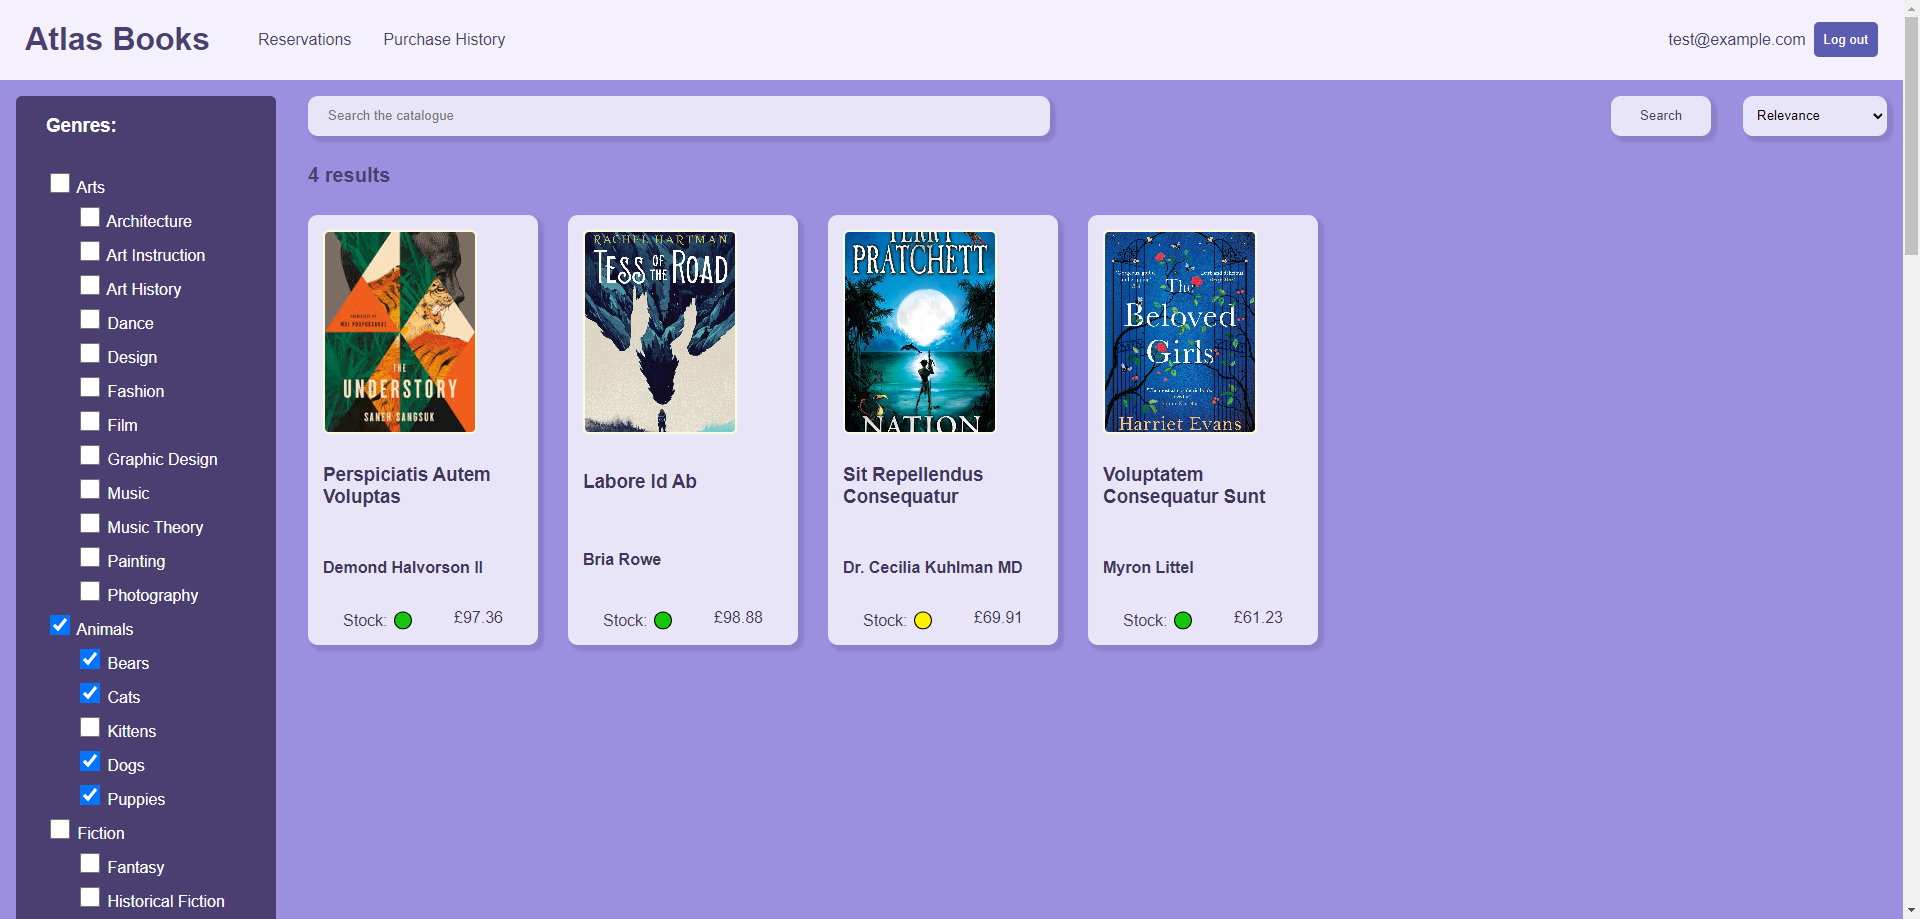 Atlas Books
Reservations
Purchase History
test@example.com
Log out
Genres:
Arts
Architecture
Art Instruction
Art History
Dance
Design
Fashion
Film
Graphic Design
Music
Music Theory
Painting
Photography
Animals
Bears
Cats
Kittens
Dogs
Puppies
Fiction
Fantasy
Historical Fiction
Search the catalogue
Search
Relevance
4 results
THE
UNDERSTORY
SANEH SANGSUK
Perspiciatis Autem
Voluptas
Demond Halvorson II
Stock:
£97.36
RACHEL HARTMAN
TESS OF THE ROAD
Labore Id Ab
Bria Rowe
Stock:
£98.88
TERRY
PRATCHETT
NATION
Sit Repellendus
Consequatur
Dr. Cecilia Kuhlman MD
Stock:
£69.91
The
Beloved
Girls
Harriet Evans
Voluptatem
Consequatur Sunt
Myron Littel
Stock:
£61.23